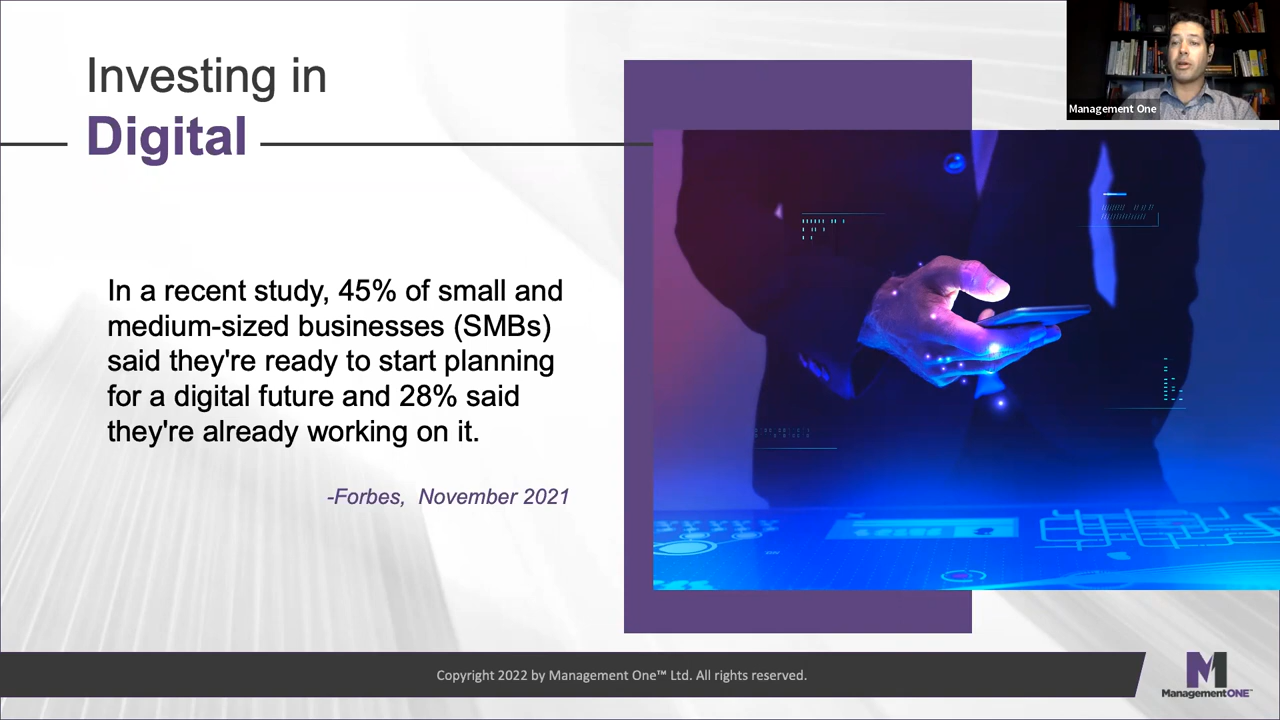 Investing in
Digital
Management One
In a recent study, 45% of small and
medium-sized businesses (SMBs)
said they're ready to start planning
for a digital future and 28% said
they're already working on it.
-Forbes, November 2021
Copyright 2022 by Management One™ Ltd. All rights reserved.
M
ManagementONE™